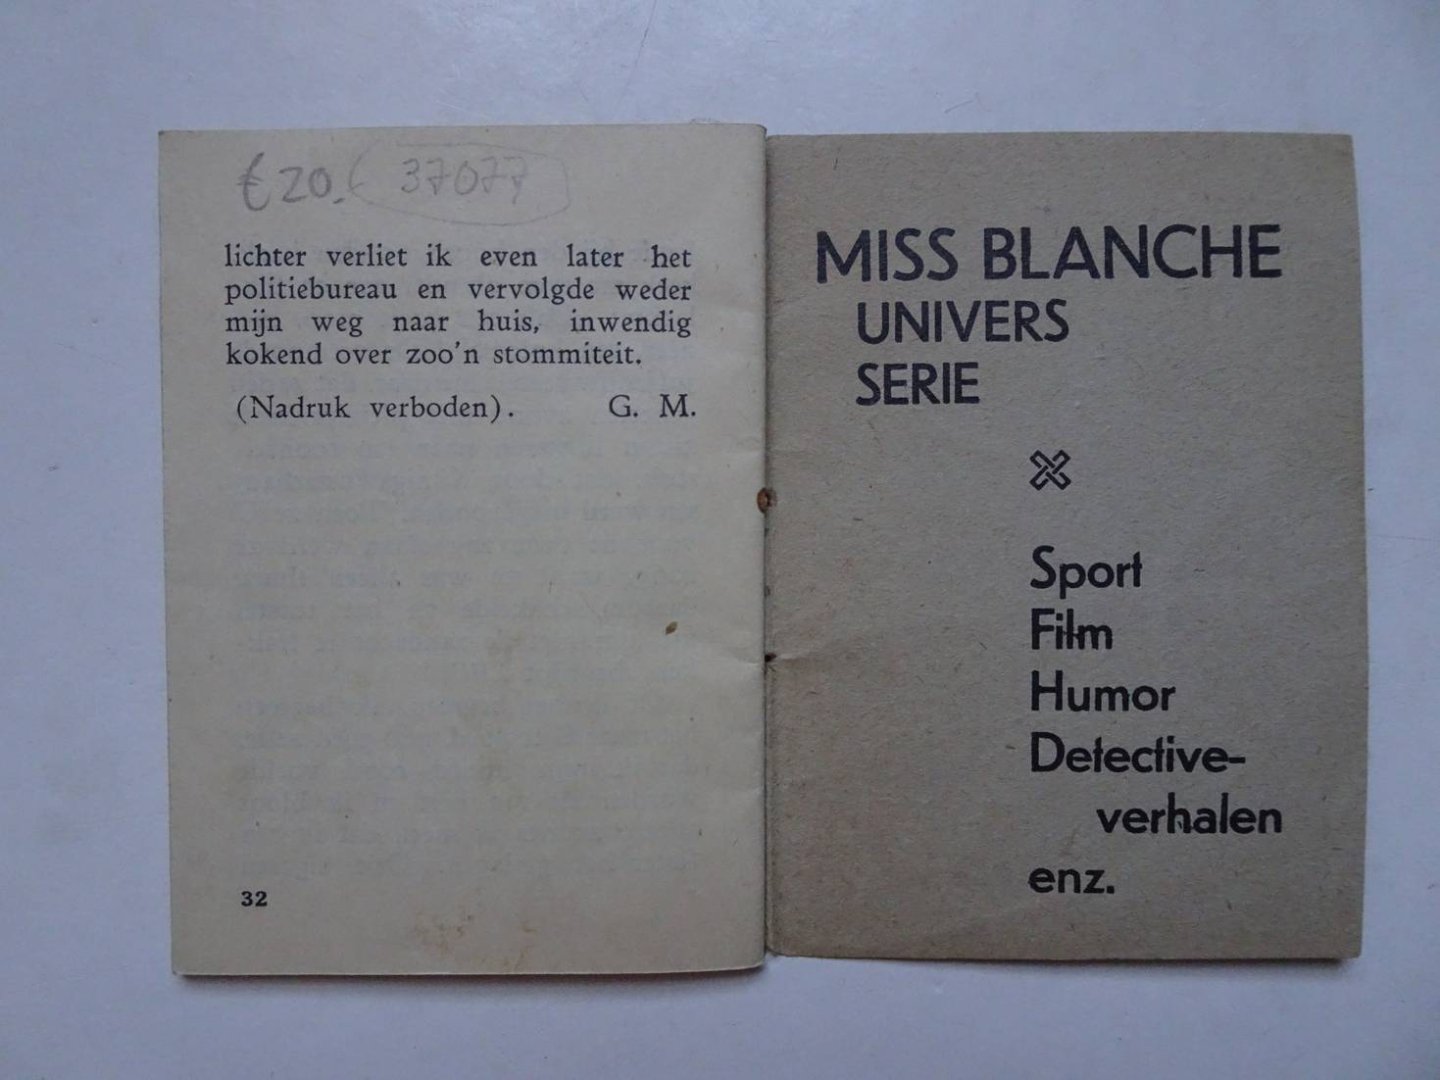 € 20. 37077
lichter verliet ik even later het
politiebureau en vervolgde weder
mijn weg naar huis, inwendig
kokend over zoo'n stommiteit.
(Nadruk verboden). G. M.
32
MISS BLANCHE
UNIVERS
SERIE
Sport
Film
Humor
Detective-
verhalen
enz.